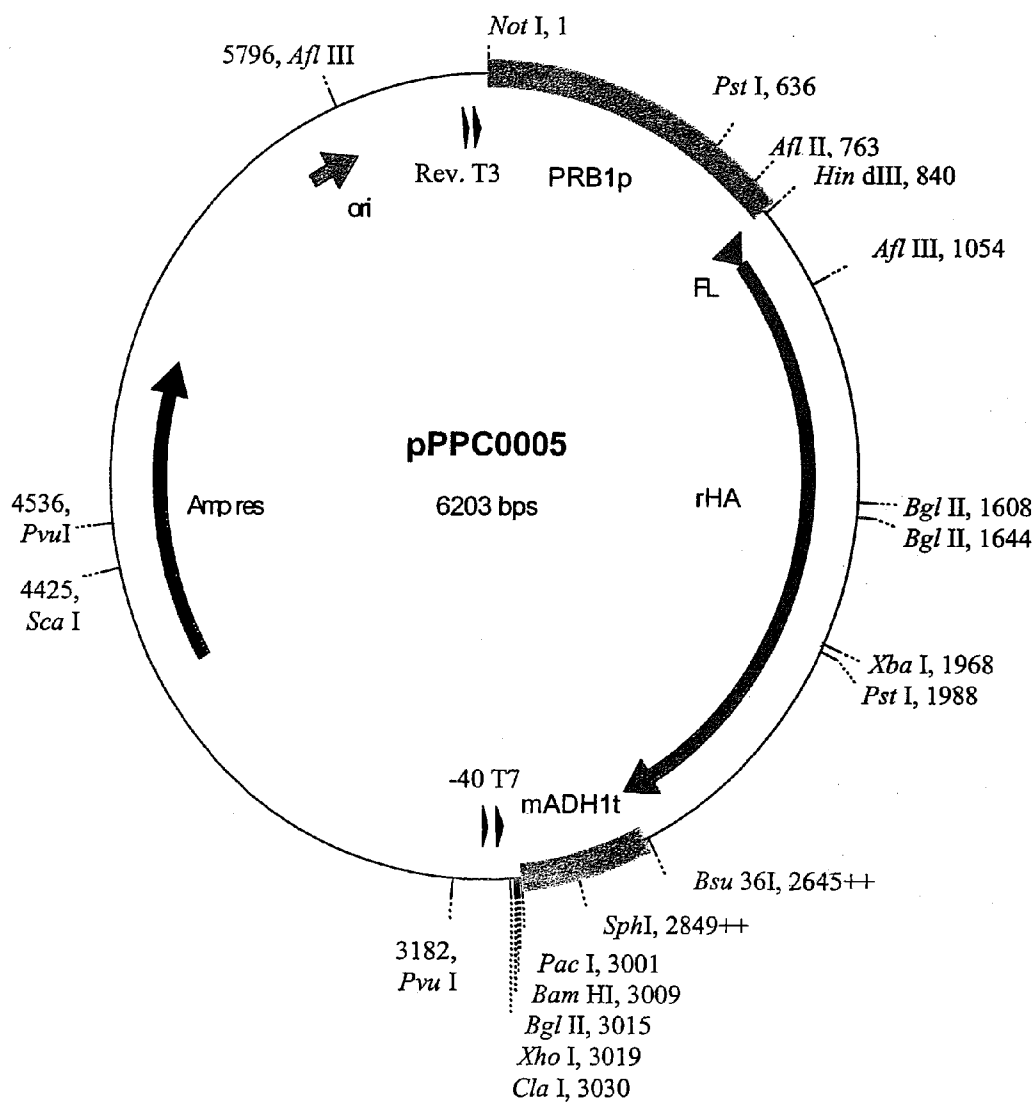 Not I, 1
5796, Afl III
Pst I, 636
Afl II, 763
Hin dIII, 840
Rev. T3
PRB1p
ori
Afl III, 1054
FL
pPPC0005
6203 bps
rHA
Amp res
4536,
PvuI
4425,
Sca I
Bgl II, 1608
Bgl II, 1644
Xba I, 1968
Pst I, 1988
-40 T7
mADH1t
Bsu 36I, 2645++
SphI, 2849++
3182,
Pvu I
Pac I, 3001
Bam HI, 3009
Bgl II, 3015
Xho I, 3019
Cla I, 3030